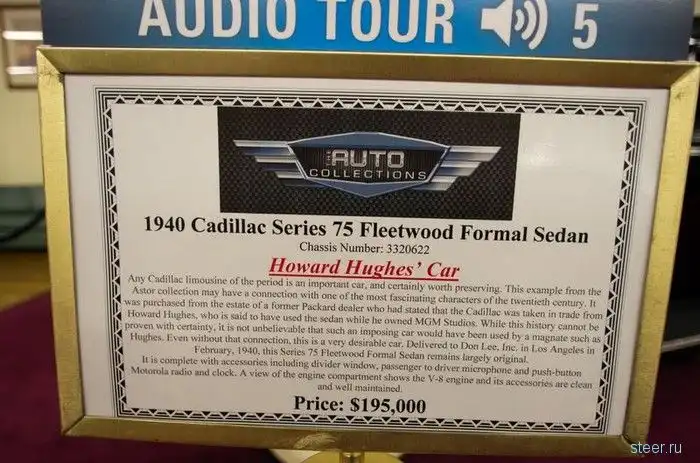 AUDIO TOUR 5
THE
AUTO
COLLECTIONS
1940 Cadillac Series 75 Fleetwood Formal Sedan
Chassis Number: 3320622
Howard Hughes' Car
Any Cadillac limousine of the period is an important car, and certainly worth preserving. This example from the
Astor collection may have a connection with one of the most fascinating characters of the twentieth century. It
was purchased from the estate of a former Packard dealer who had stated that the Cadillac was taken in trade from
Howard Hughes, who is said to have used the sedan while he owned MGM Studios. While this history cannot be
proven with certainty, it is not unbelievable that such an imposing car would have been used by a magnate such as
Hughes. Even without that connection, this is a very desirable car. Delivered to Don Lee, Inc. in Los Angeles in
February, 1940, this Series 75 Fleetwood Formal Sedan remains largely original.
It is complete with accessories including divider window, passenger to driver microphone and push-button
Motorola radio and clock. A view of the engine compartment shows the V-8 engine and its accessories are clean
and well maintained.
Price: $195,000
steer.ru